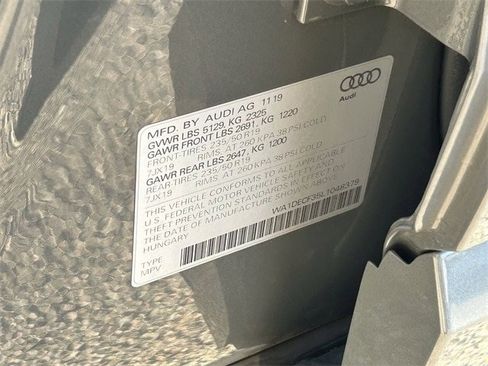 MFD. BY AUDI AG 11 19
GVWR LBS 5129, KG 2325
GAWR FRONT LBS 2691, KG 1220
FRONT-TIRES 235/50 R19
7JX19 RIMS, AT 260 KPA 38 PSI COLD
GAWR REAR LBS 2647, KG 1200
REAR-TIRES 235/50 R19
7JX19 RIMS, AT 260 KPA 38 PSI COLD
THIS VEHICLE CONFORMS TO ALL APPLICABLE
U.S. FEDERAL MOTOR VEHICLE SAFETY AND
THEFT PREVENTION STANDARDS IN EFFECT ON
THE DATE OF MANUFACTURE SHOWN ABOVE.
HUNGARY
WA1DECF35L1046379
TYPE
MPV
Audi